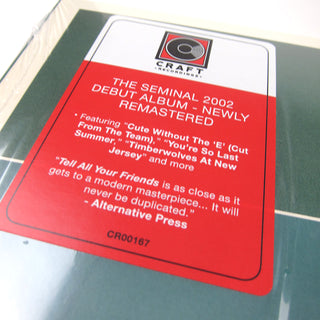 CRAFT
RECORDINGS
THE SEMINAL 2002
DEBUT ALBUM - NEWLY
REMASTERED
• Featuring "Cute Without The 'E' (Cut
From The Team)," "You're So Last
Summer," "Timberwolves At New
Jersey" and more
"Tell All Your Friends is as close as it
gets to a modern masterpiece... It will
never be duplicated."
- Alternative Press
CR00167